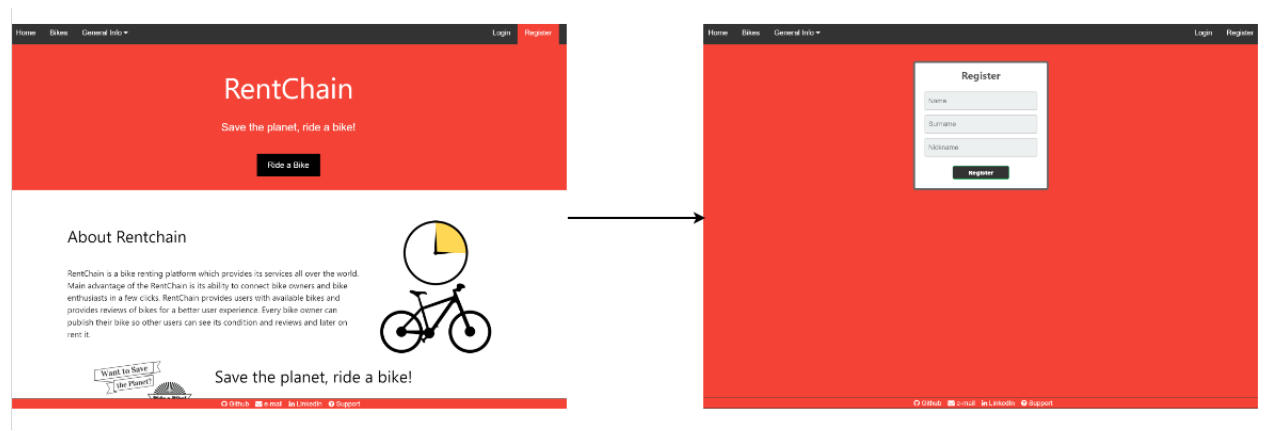 Home Bikes General Info Login Register
RentChain
Save the planet, ride a bike!
Ride a Bike
About Rentchain
RentChain is a bike renting platform which provides its services all over the world.
Main advantage of the RentChain is its ability to connect bike owners and bike
enthusiasts in a few clicks. RentChain provides users with available bikes and
provides reviews of bikes for a better user experience. Every bike owner can
publish their bike so other users can see its condition and reviews and later on
rent it.
Want to Save
the Planet?
Ride a Bike!
Save the planet, ride a bike!
Github e-mail LinkedIn Support
Home Bikes General Info Login Register
Register
Name
Surname
Nickname
Register
Github e-mail LinkedIn Support